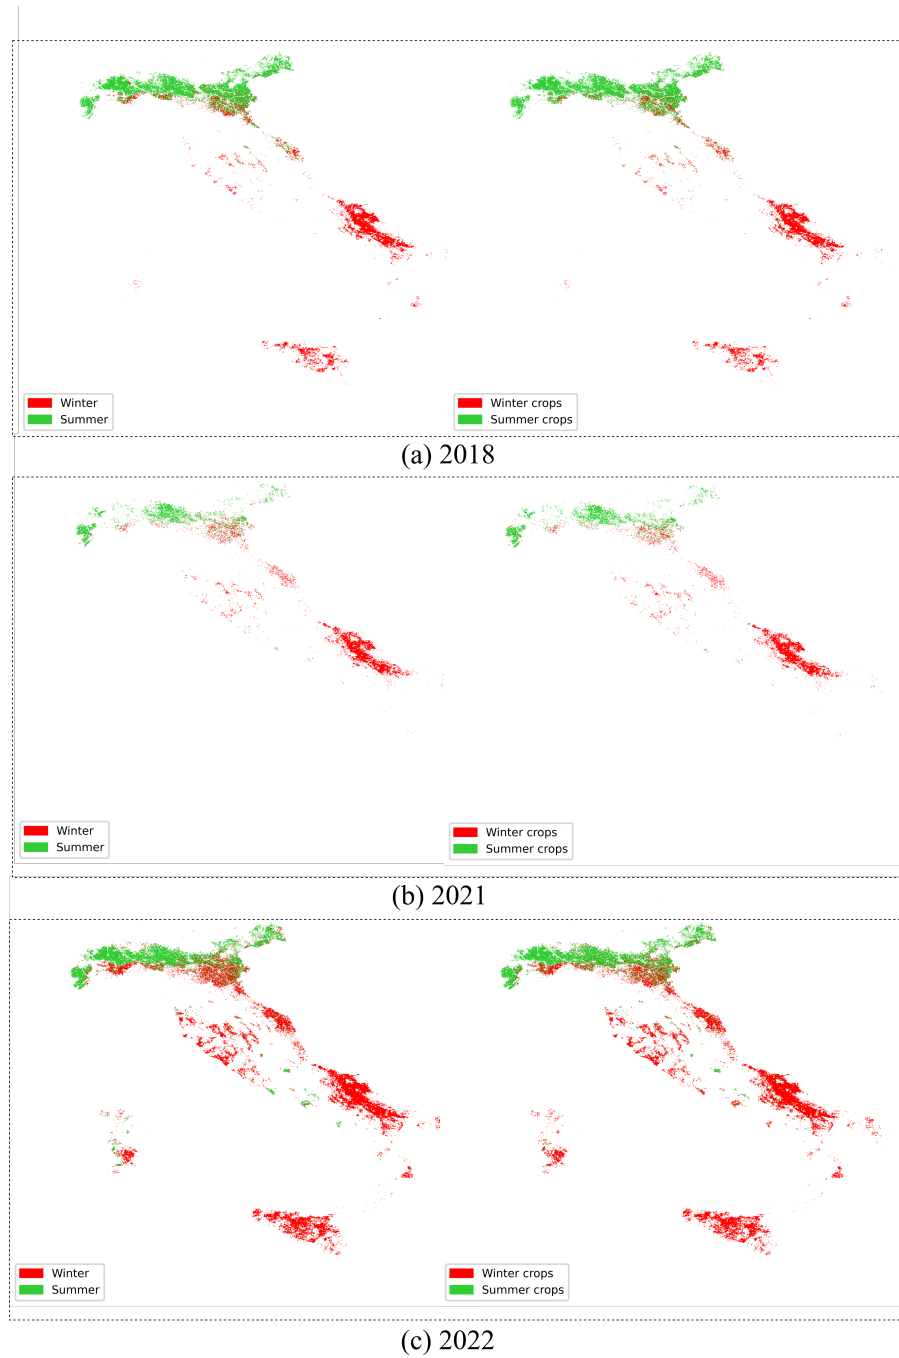 Winter
Summer
Winter crops
Summer crops
(a) 2018
Winter
Summer
Winter crops
Summer crops
(b) 2021
Winter
Summer
Winter crops
Summer crops
(c) 2022